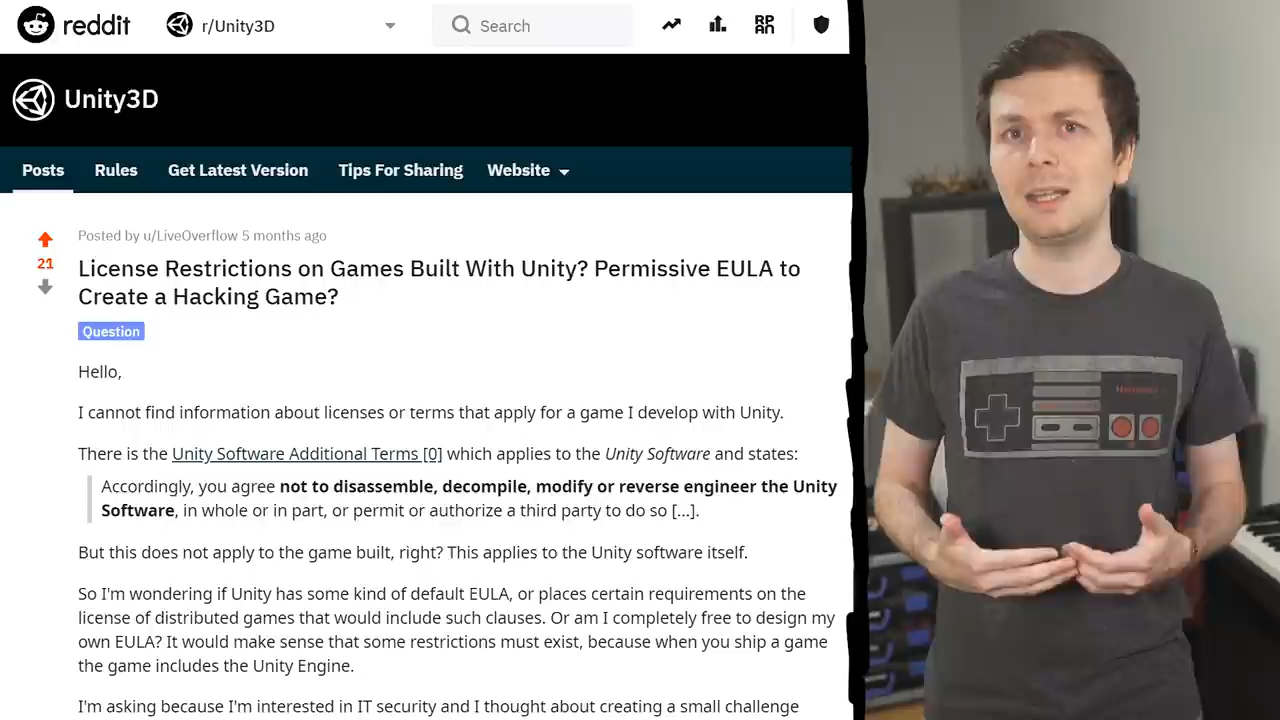 reddit
r/Unity3D
Search
RPAN
Unity3D
Posts Rules Get Latest Version Tips For Sharing Website
Posted by u/LiveOverflow 5 months ago
21
License Restrictions on Games Built With Unity? Permissive EULA to
Create a Hacking Game?
Question
Hello,
I cannot find information about licenses or terms that apply for a game I develop with Unity.
There is the Unity Software Additional Terms [0] which applies to the Unity Software and states:
Accordingly, you agree not to disassemble, decompile, modify or reverse engineer the Unity
Software, in whole or in part, or permit or authorize a third party to do so [...].
But this does not apply to the game built, right? This applies to the Unity software itself.
So I'm wondering if Unity has some kind of default EULA, or places certain requirements on the
license of distributed games that would include such clauses. Or am I completely free to design my
own EULA? It would make sense that some restrictions must exist, because when you ship a game
the game includes the Unity Engine.
I'm asking because I'm interested in IT security and I thought about creating a small challenge
Nintendo